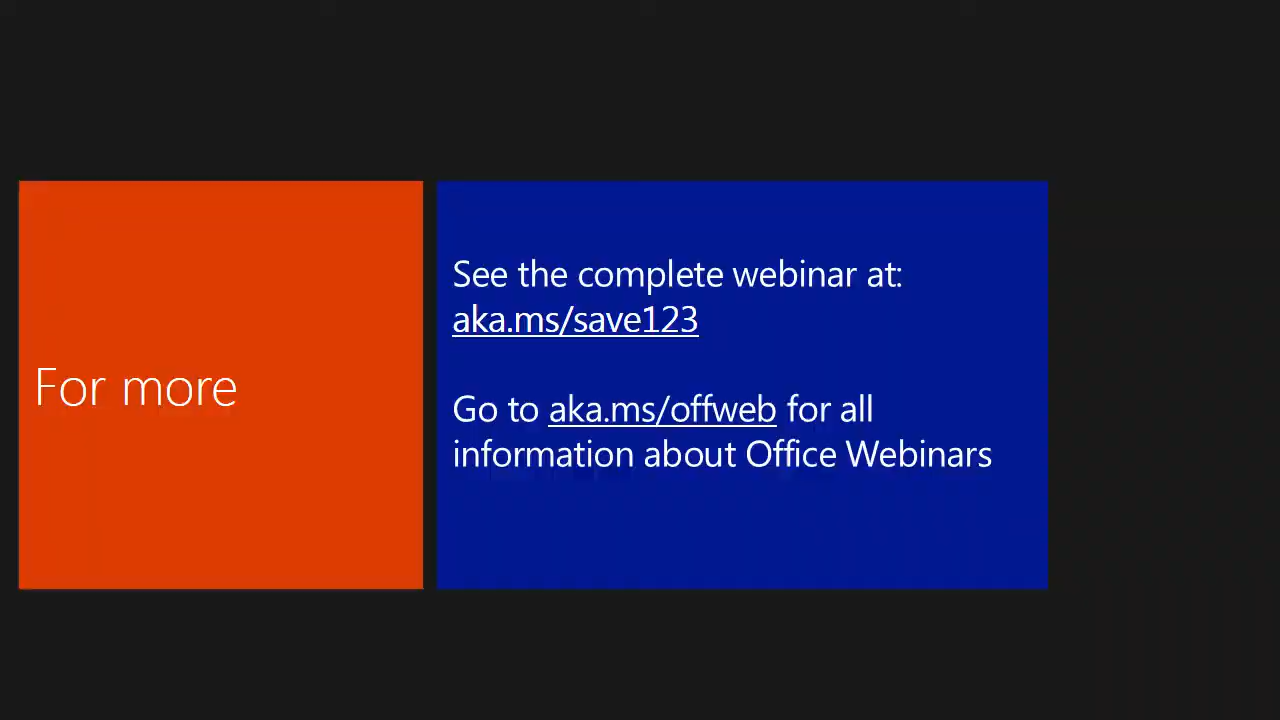 For more
See the complete webinar at:
aka.ms/save123
Go to aka.ms/offweb for all
information about Office Webinars